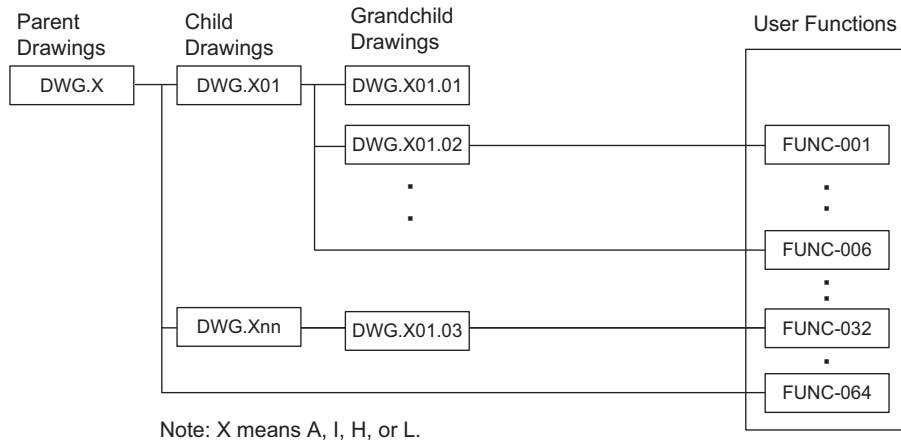 Parent
Drawings
Child
Drawings
Grandchild
Drawings
User Functions
DWG.X
DWG.X01
DWG.X01.01
DWG.X01.02
FUNC-001
FUNC-006
DWG.Xnn
DWG.X01.03
FUNC-032
FUNC-064
Note: X means A, I, H, or L.